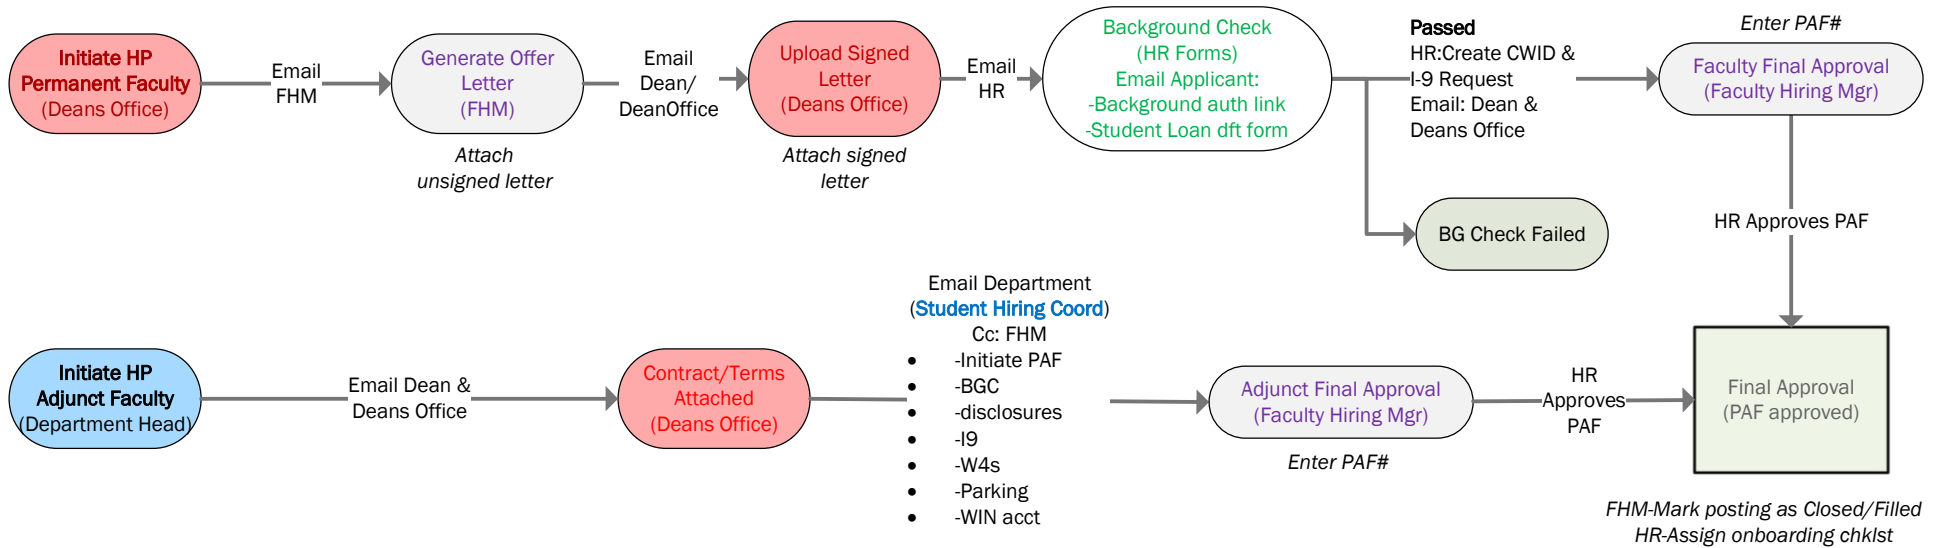 Initiate HP
Permanent Faculty
(Deans Office)
Email
FHM
Generate Offer
Letter
(FHM)
Attach
unsigned letter
Email
Dean/
DeanOffice
Upload Signed
Letter
(Deans Office)
Attach signed
letter
Email
HR
Background Check
(HR Forms)
Email Applicant:
-Background auth link
-Student Loan dft form
Passed
HR:Create CWID &
I-9 Request
Email: Dean &
Deans Office
Enter PAF#
Faculty Final Approval
(Faculty Hiring Mgr)
BG Check Failed
HR Approves PAF
Initiate HP
Adjunct Faculty
(Department Head)
Email Dean &
Deans Office
Contract/Terms
Attached
(Deans Office)
Email Department
(Student Hiring Coord)
Cc: FHM
• -Initiate PAF
• -BGC
• -disclosures
• -I9
• -W4s
• -Parking
• -WIN acct
Adjunct Final Approval
(Faculty Hiring Mgr)
Enter PAF#
HR
Approves
PAF
Final Approval
(PAF approved)
FHM-Mark posting as Closed/Filled
HR-Assign onboarding chklst